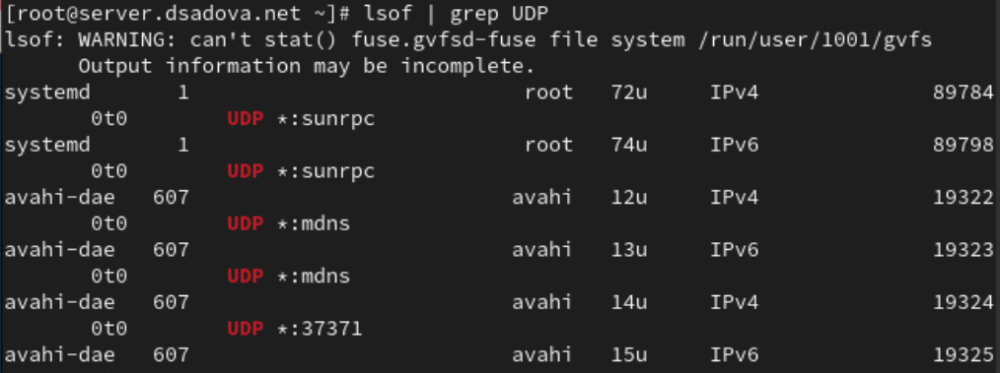 [root@server.dsadova.net ~]# lsof | grep UDP
lsof: WARNING: can't stat() fuse.gvfsd-fuse file system /run/user/1001/gvfs
      Output information may be incomplete.
systemd       1                           root   72u     IPv4              89784
       0t0        UDP *:sunrpc
systemd       1                           root   74u     IPv6              89798
       0t0        UDP *:sunrpc
avahi-dae   607                          avahi   12u     IPv4              19322
       0t0        UDP *:mdns
avahi-dae   607                          avahi   13u     IPv6              19323
       0t0        UDP *:mdns
avahi-dae   607                          avahi   14u     IPv4              19324
       0t0        UDP *:37371
avahi-dae   607                          avahi   15u     IPv6              19325